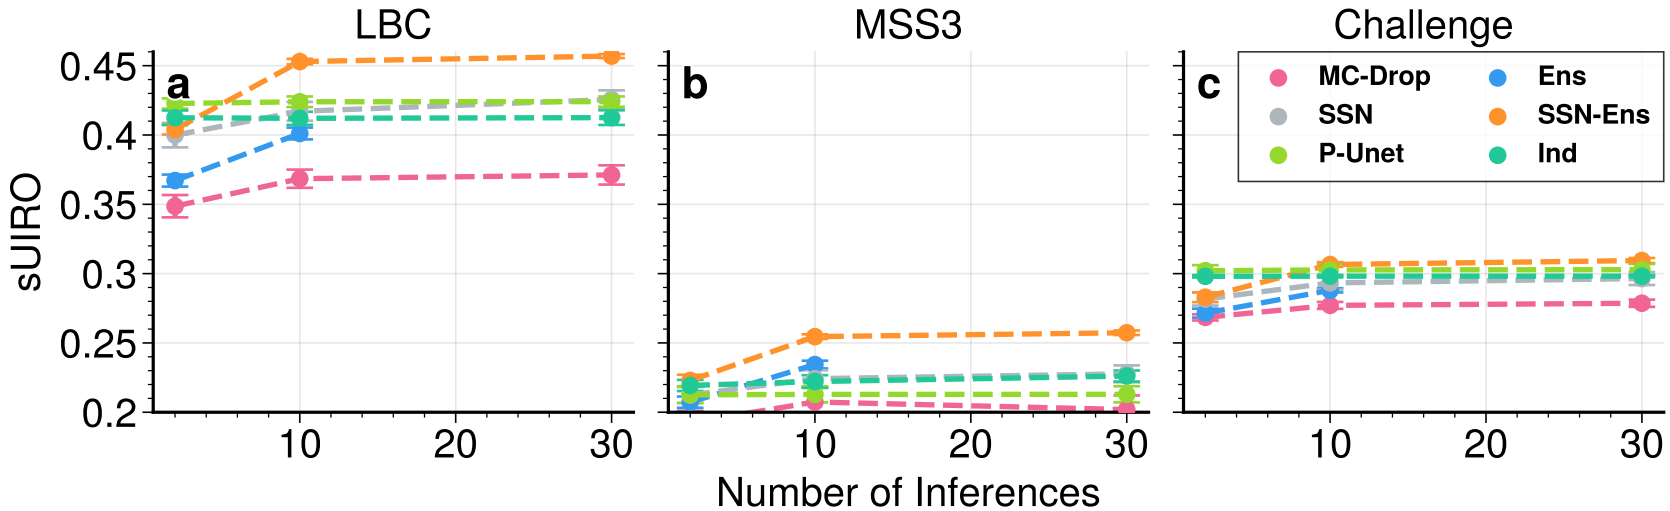 LBC
MSS3
Challenge
sUIRO
0.45
0.4
0.35
0.3
0.25
0.2
a
b
c
MC-Drop
SSN
P-Unet
Ens
SSN-Ens
Ind
10 20 30
10 20 30
10 20 30
Number of Inferences